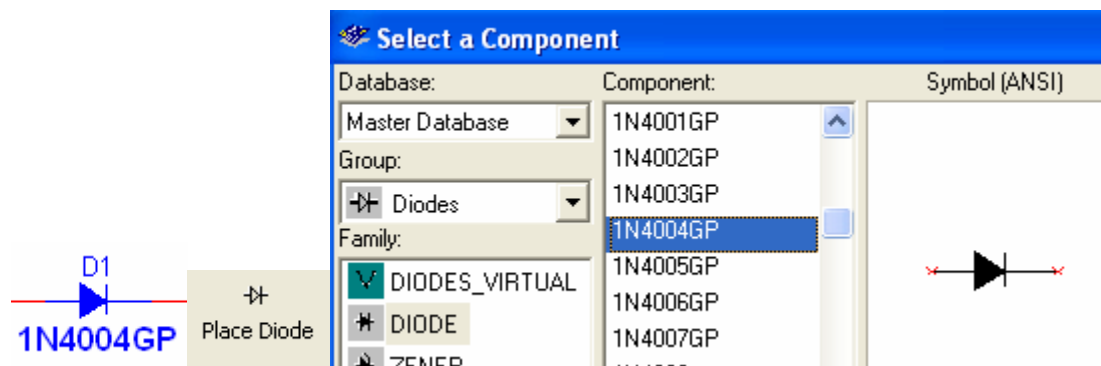 Select a Component
Database:
Component:
Symbol (ANSI)
Master Database
1N4001GP
Group:
1N4002GP
Diodes
1N4003GP
Family:
1N4004GP
DIODES_VIRTUAL
1N4005GP
DIODE
1N4006GP
1N4007GP
ZENER
D1
1N4004GP
Place Diode